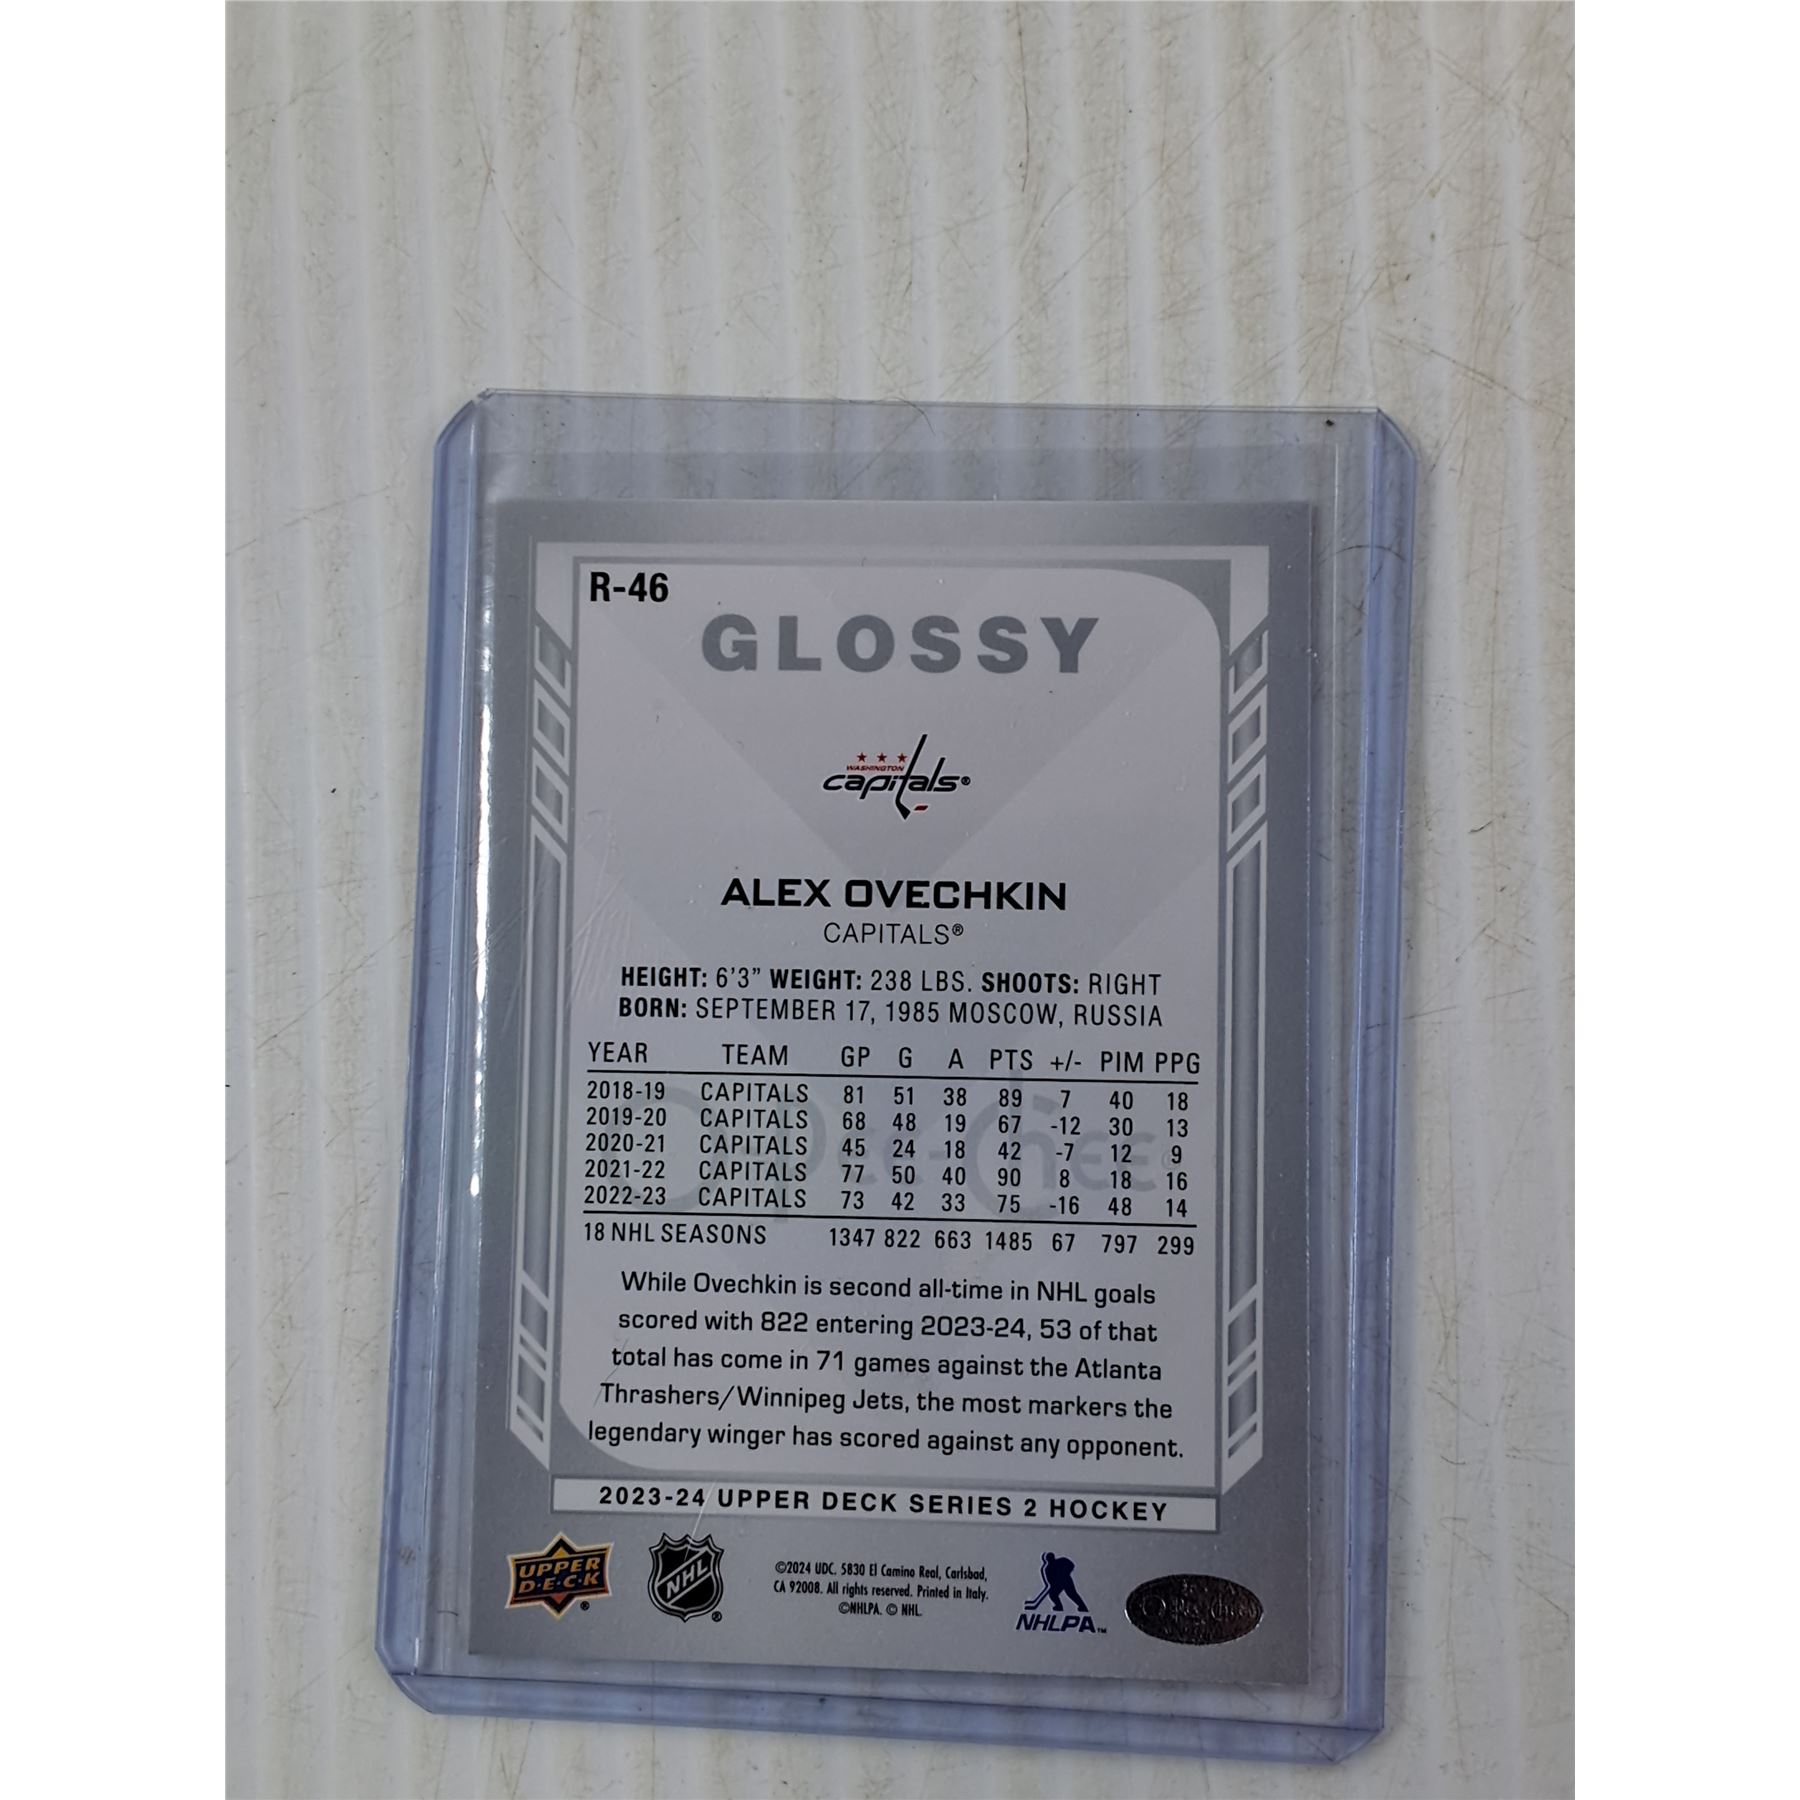 R-46
GLOSSY
WASHINGTON
capitals®
ALEX OVECHKIN
CAPITALS®
HEIGHT: 6'3" WEIGHT: 238 LBS. SHOOTS: RIGHT
BORN: SEPTEMBER 17, 1985 MOSCOW, RUSSIA
YEAR TEAM GP G A PTS +/- PIM PPG
2018-19 CAPITALS 81 51 38 89 7 40 18
2019-20 CAPITALS 68 48 19 67 -12 30 13
2020-21 CAPITALS 45 24 18 42 -7 12 9
2021-22 CAPITALS 77 50 40 90 8 18 16
2022-23 CAPITALS 73 42 33 75 -16 48 14
18 NHL SEASONS 1347 822 663 1485 67 797 299
While Ovechkin is second all-time in NHL goals
scored with 822 entering 2023-24, 53 of that
total has come in 71 games against the Atlanta
Thrashers/Winnipeg Jets, the most markers the
legendary winger has scored against any opponent.
2023-24 UPPER DECK SERIES 2 HOCKEY
UPPER
D·E·C·K
®
NHL
®
©2024 UDC. 5830 El Camino Real, Carlsbad,
CA 92008. All rights reserved. Printed in Italy.
©NHLPA. © NHL.
NHLPA™
O-Pee-Chee